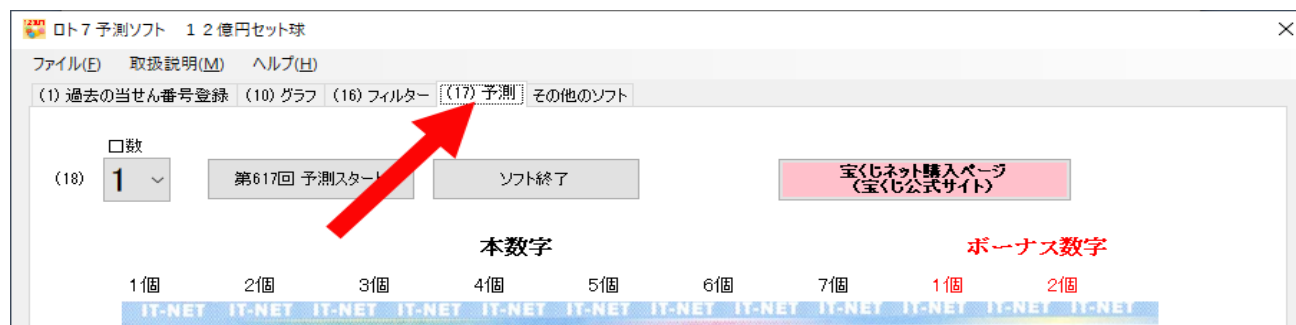 ロト７予測ソフト　１２億円セット球
ファイル(F) 取扱説明(M) ヘルプ(H)
(1) 過去の当せん番号登録 (10) グラフ (16) フィルター (17) 予測 その他のソフト
口数
(18) 1 第617回 予測スタート ソフト終了 宝くじネット購入ページ
（宝くじ公式サイト）
本数字 ボーナス数字
1個 2個 3個 4個 5個 6個 7個 1個 2個
IT-NET IT-NET IT-NET IT-NET IT-NET IT-NET IT-NET IT-NET IT-NET IT-NET IT-NET IT-NET